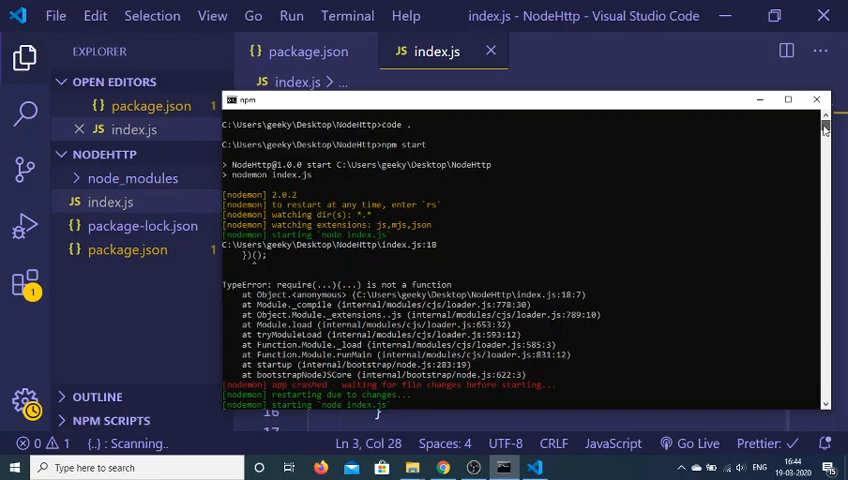 File Edit Selection View Go Run Terminal Help index.js - NodeHttp - Visual Studio Code
EXPLORER
package.json
JS index.js
OPEN EDITORS
JS index.js > ...
{} package.json 1
JS index.js
NODEHTTP
node_modules
JS index.js
{} package-lock.json
{} package.json 1
1
OUTLINE
NPM SCRIPTS
npm
C:\Users\geeky\Desktop\NodeHttp>code .
C:\Users\geeky\Desktop\NodeHttp>npm start
> NodeHttp@1.0.0 start C:\Users\geeky\Desktop\NodeHttp
> nodemon index.js
[nodemon] 2.0.2
[nodemon] to restart at any time, enter `rs`
[nodemon] watching dir(s): *.*
[nodemon] watching extensions: js,mjs,json
[nodemon] starting `node index.js`
C:\Users\geeky\Desktop\NodeHttp\index.js:18
})();
^
TypeError: require(...)(...) is not a function
at Object.<anonymous> (C:\Users\geeky\Desktop\NodeHttp\index.js:18:7)
at Module._compile (internal/modules/cjs/loader.js:778:30)
at Object.Module._extensions..js (internal/modules/cjs/loader.js:789:10)
at Module.load (internal/modules/cjs/loader.js:653:32)
at tryModuleLoad (internal/modules/cjs/loader.js:593:12)
at Function.Module._load (internal/modules/cjs/loader.js:585:3)
at Function.Module.runMain (internal/modules/cjs/loader.js:831:12)
at startup (internal/bootstrap/node.js:283:19)
at bootstrapNodeJSCore (internal/bootstrap/node.js:622:3)
[nodemon] app crashed - waiting for file changes before starting...
[nodemon] restarting due to changes...
[nodemon] starting `node index.js`
16 }
17
0 1 {..} : Scanning.. Ln 3, Col 28 Spaces: 4 UTF-8 CRLF JavaScript Go Live Prettier: ✓
Type here to search
ENG
16:44
19-03-2020
15